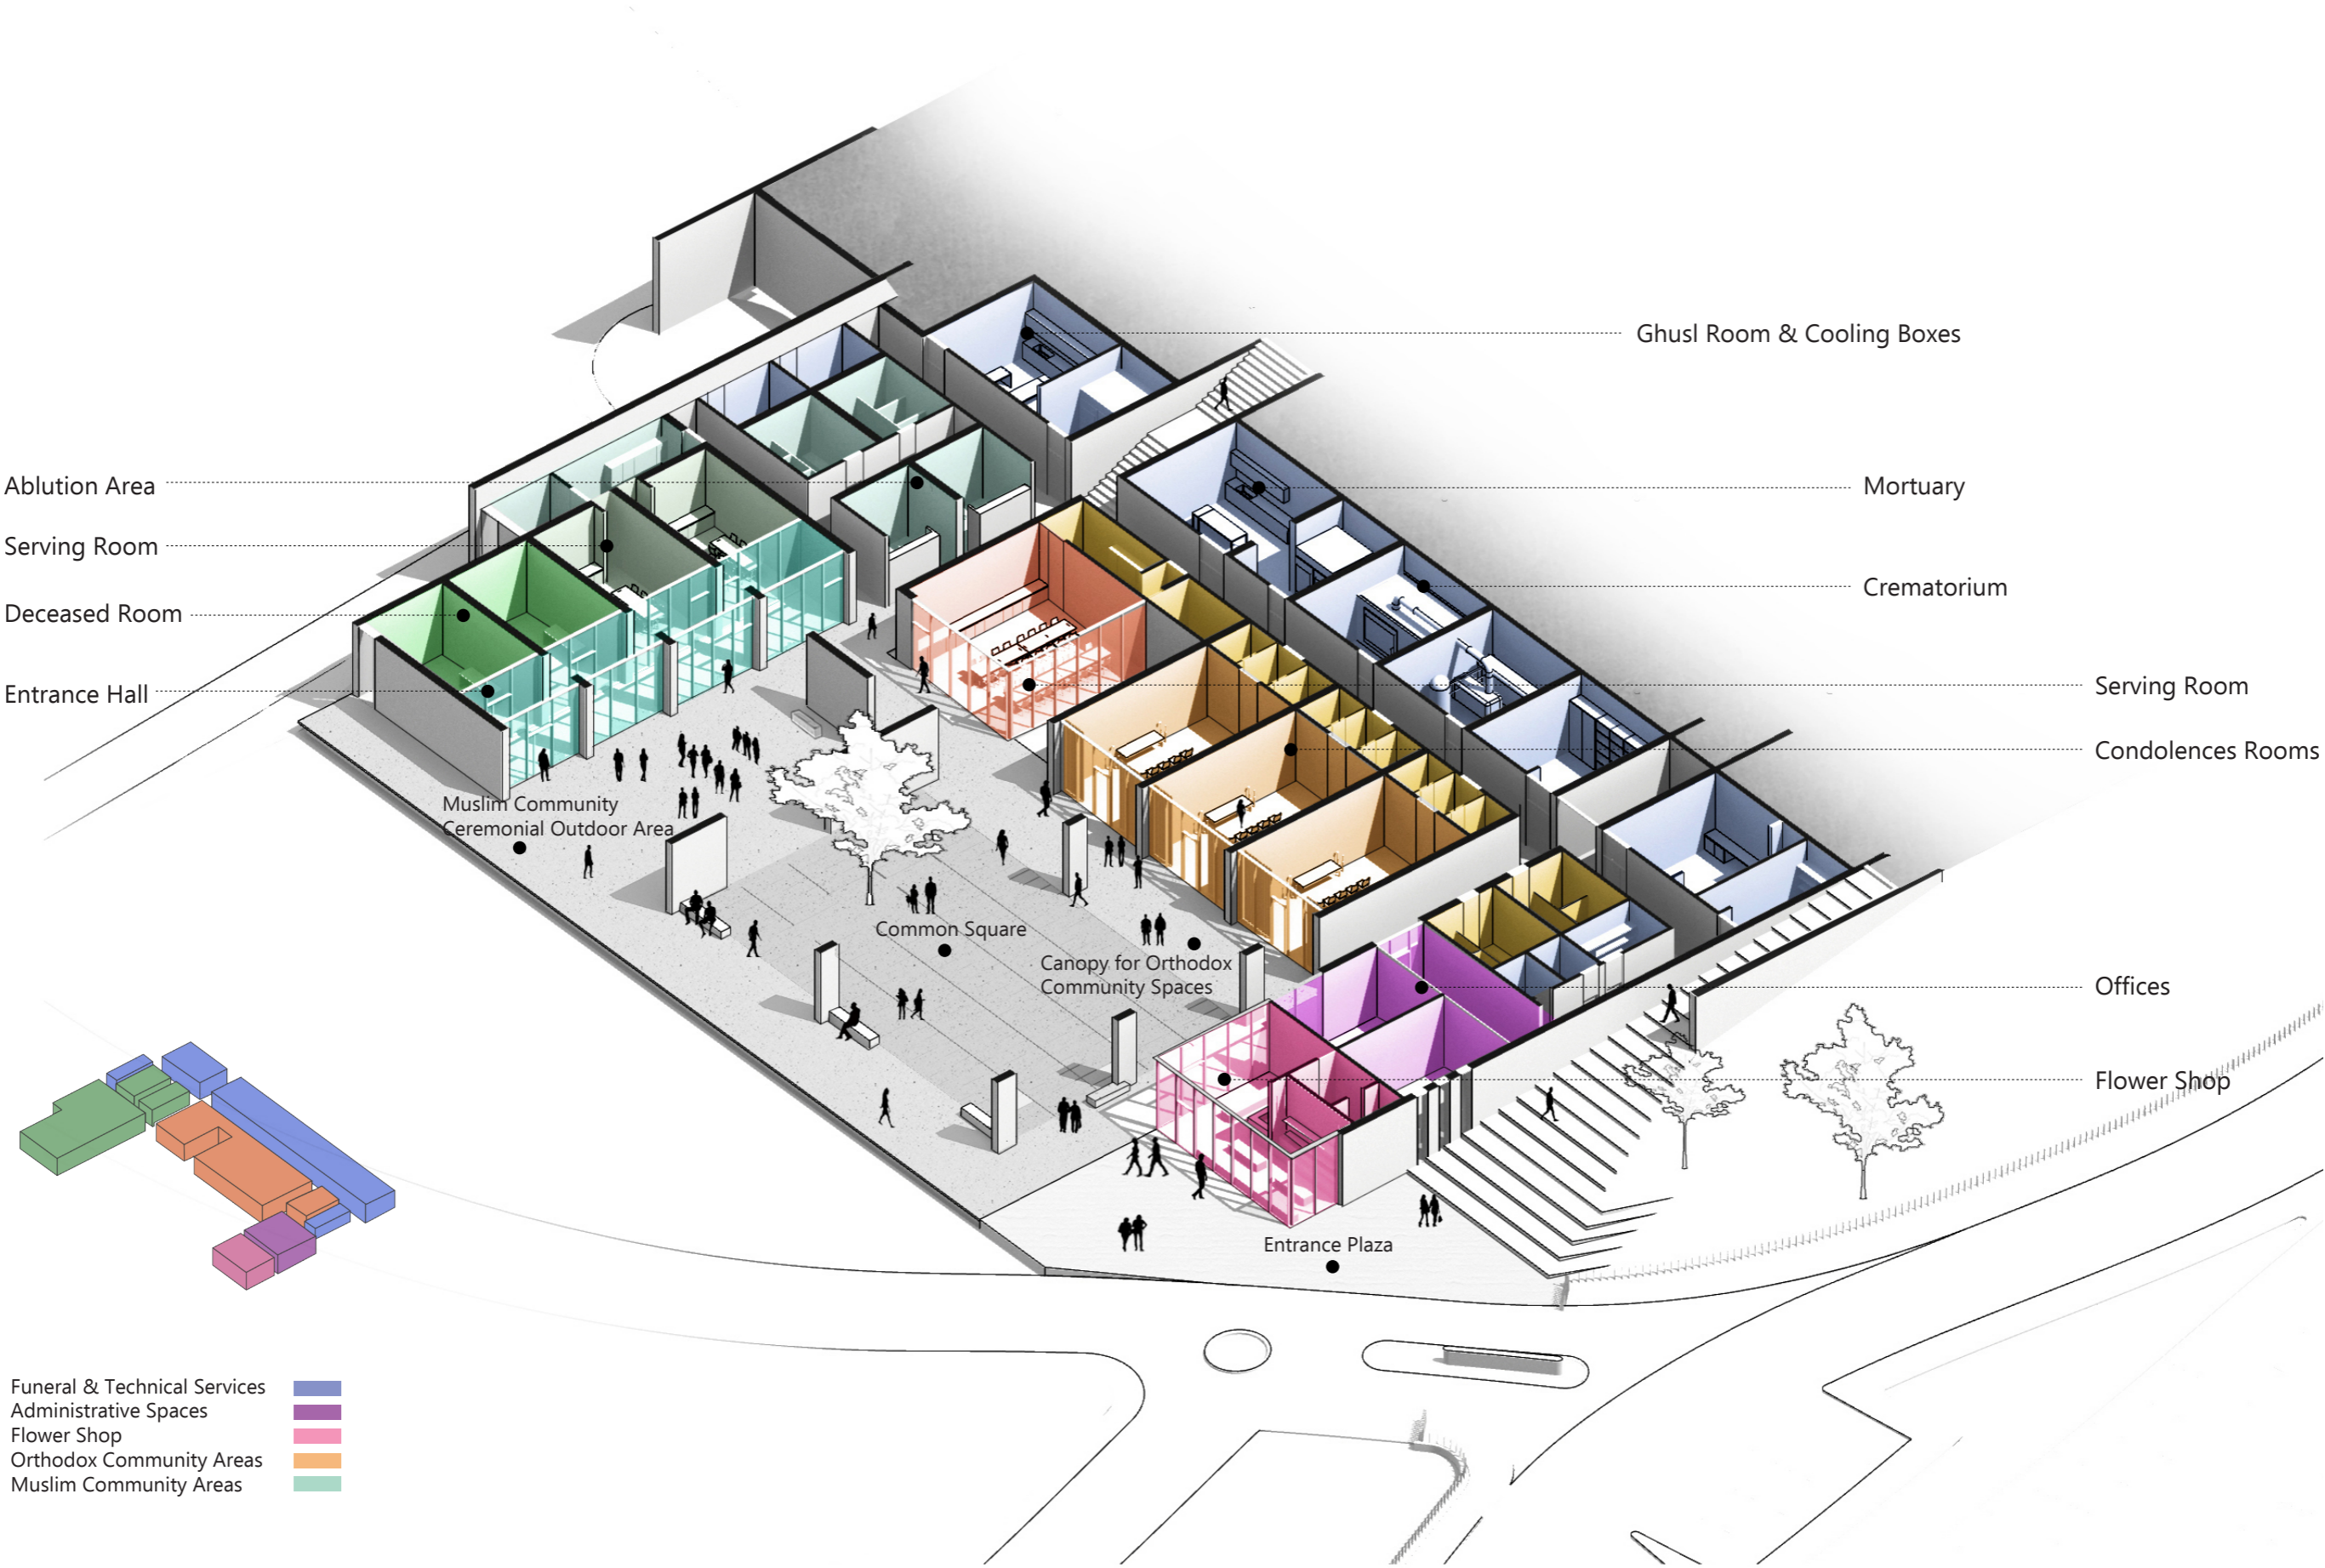 Ghusl Room & Cooling Boxes
Ablution Area
Mortuary
Serving Room
Crematorium
Deceased Room
Entrance Hall
Serving Room
Condolences Rooms
Muslim Community
Ceremonial Outdoor Area
Common Square
Canopy for Orthodox
Community Spaces
Offices
Flower Shop
Entrance Plaza
Funeral & Technical Services
Administrative Spaces
Flower Shop
Orthodox Community Areas
Muslim Community Areas